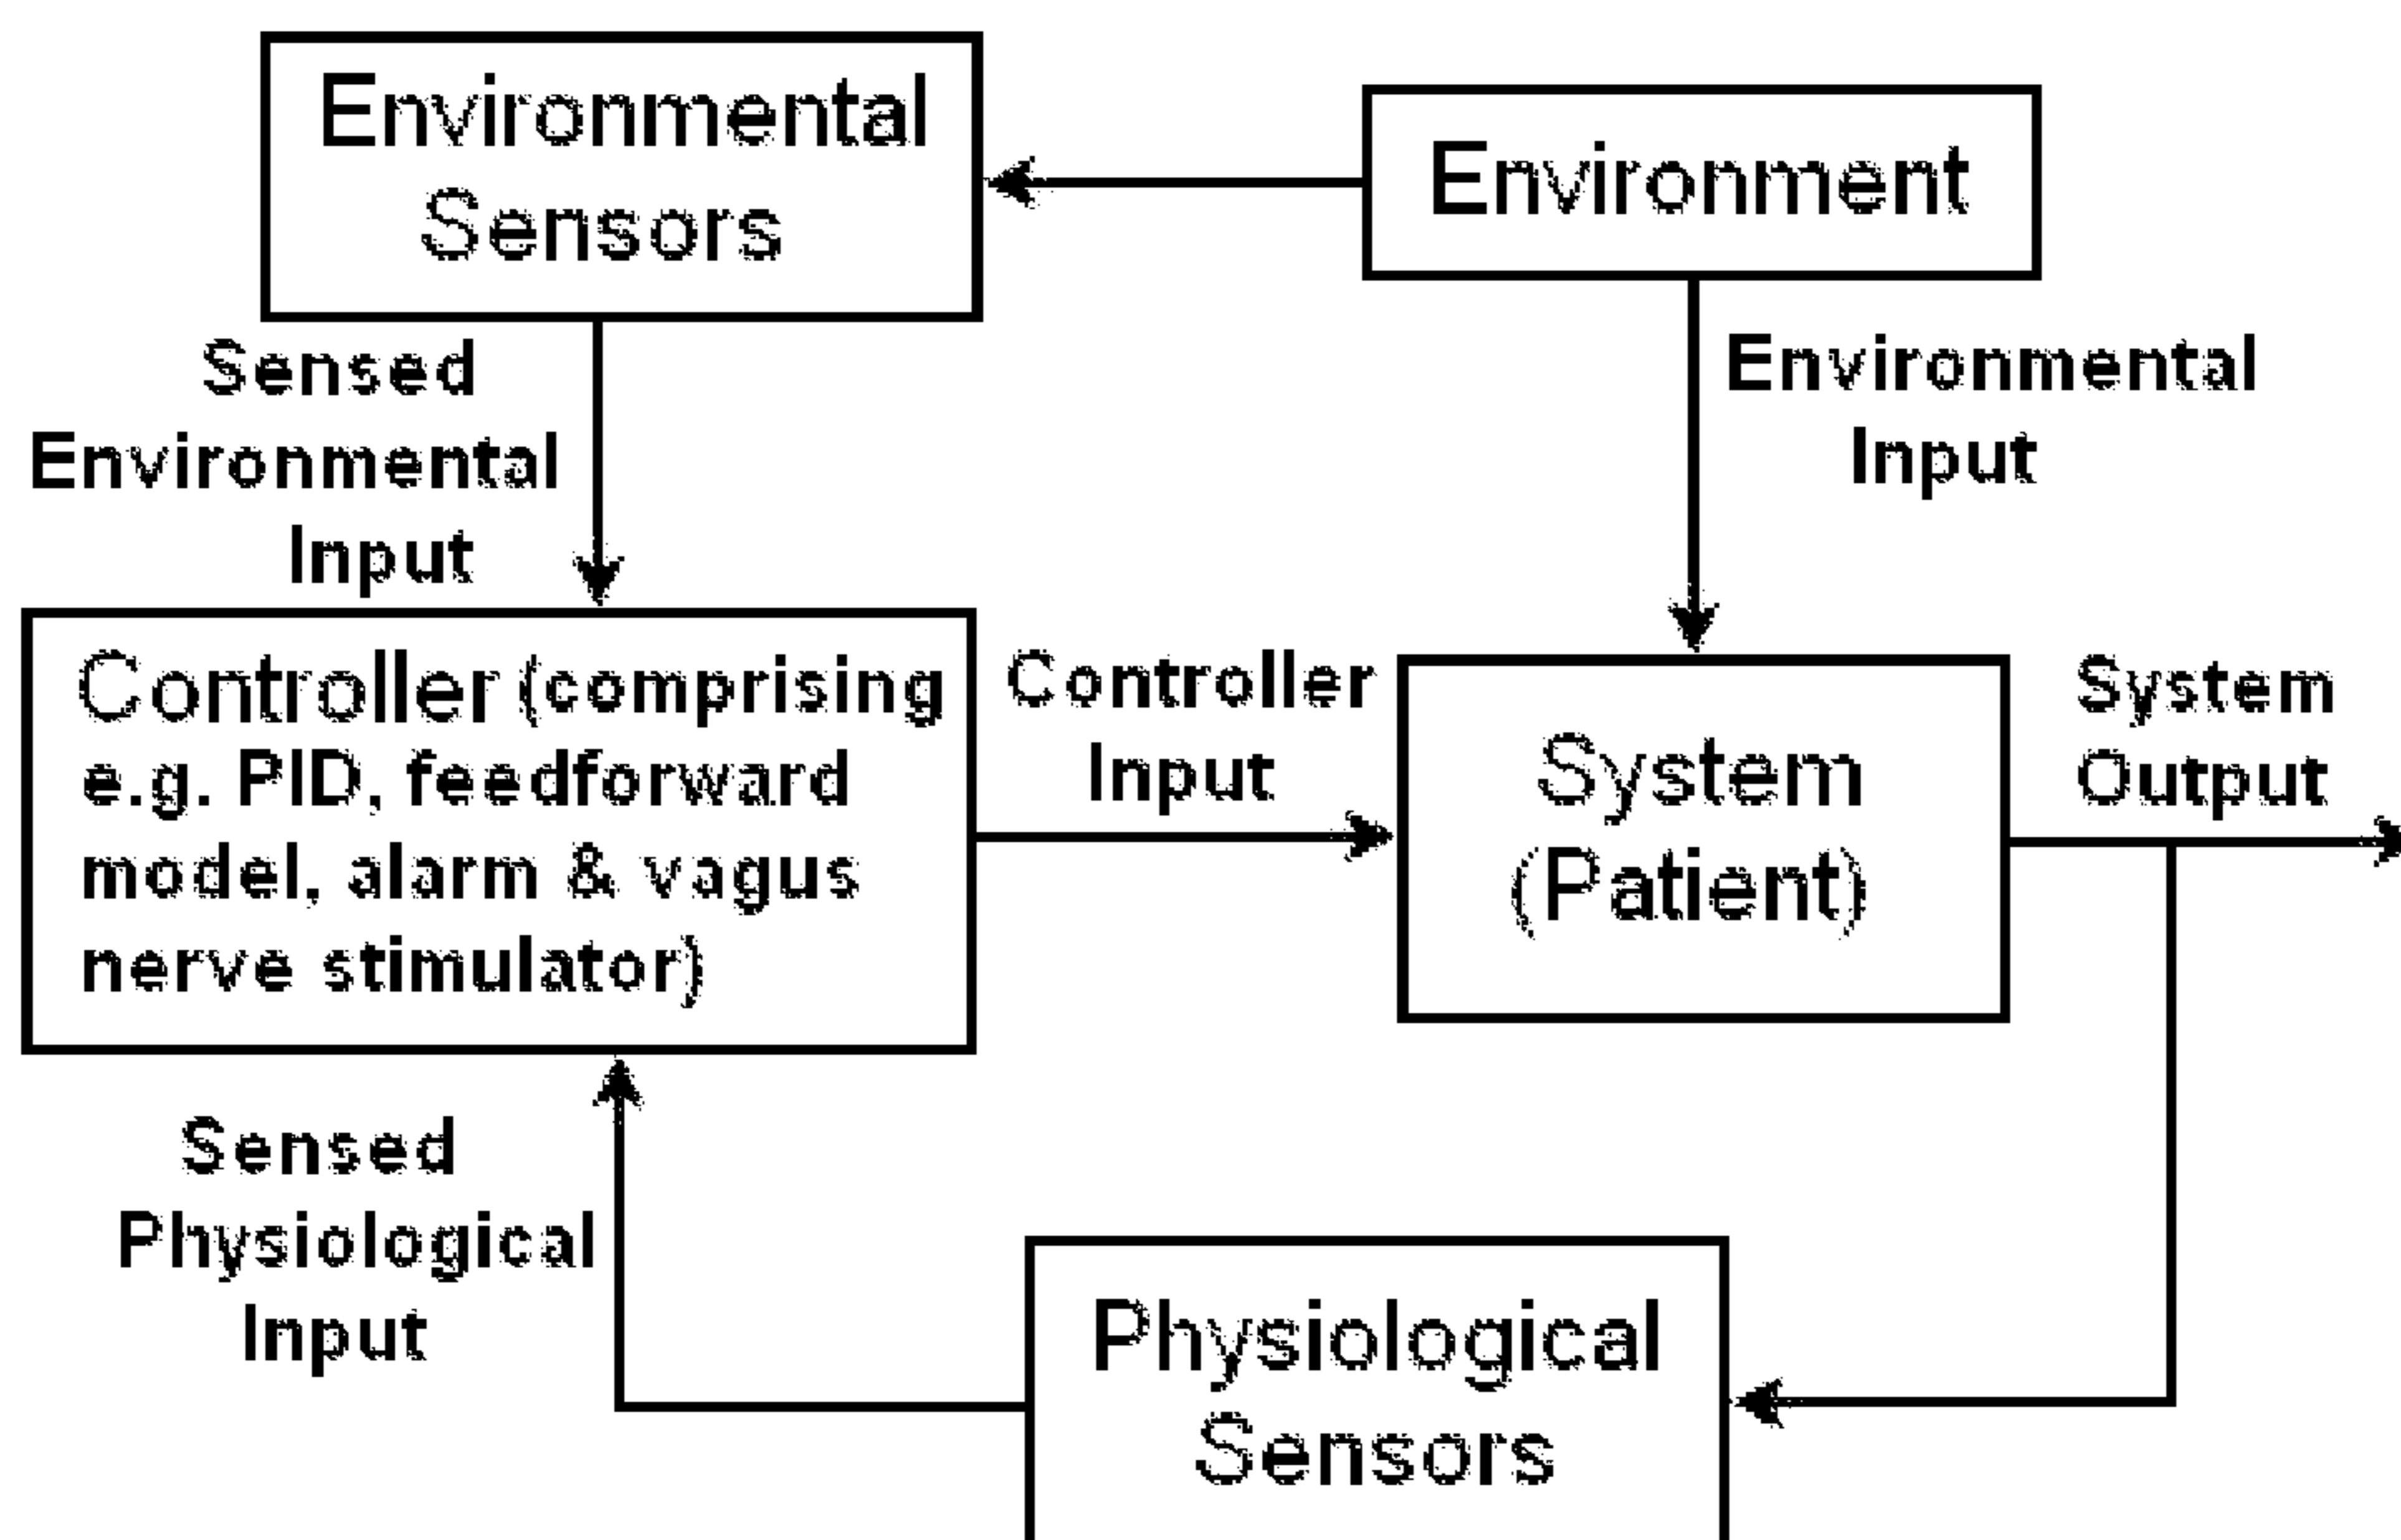 Environmental
Sensors
Environment
Sensed
Environmental
Input
Environmental
Input
Controller (comprising
e.g. PID, feedforward
model, alarm & vagus
nerve stimulator)
Controller
Input
System
(Patient)
System
Output
Sensed
Physiological
Input
Physiological
Sensors